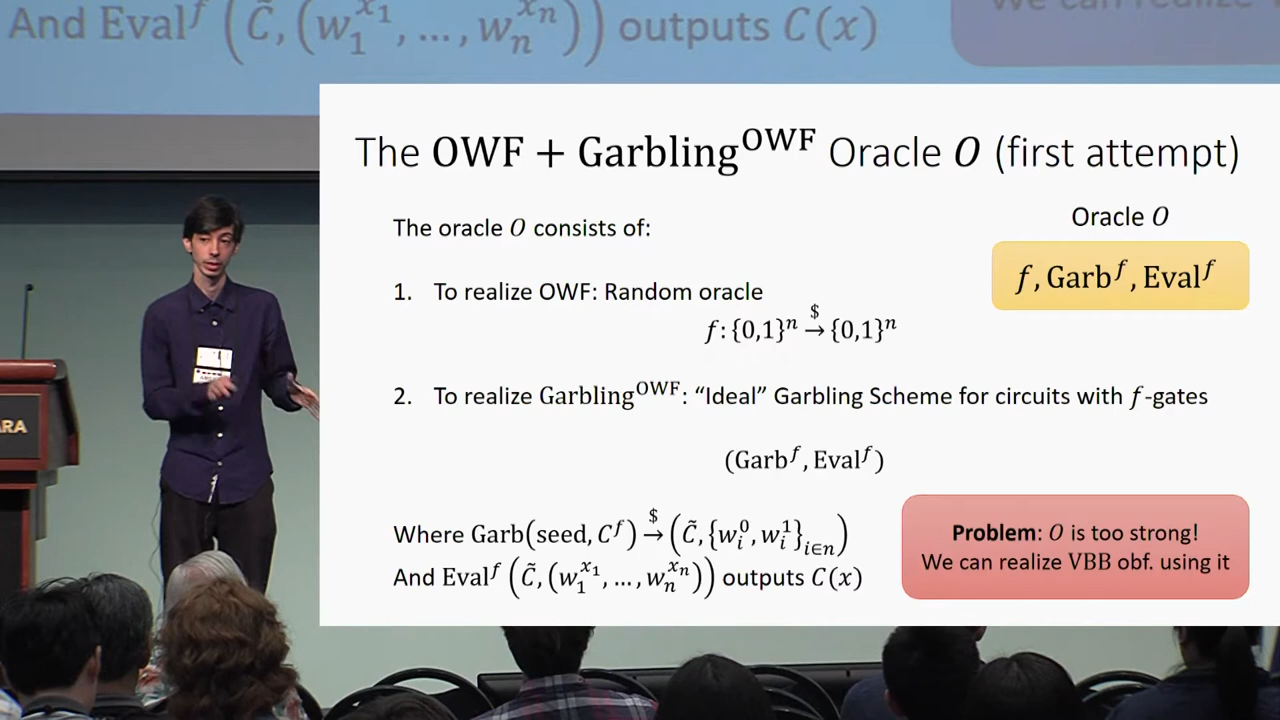 And Eval^f (C̃, (w_1^{x_1}, …, w_n^{x_n})) outputs C(x)
The OWF + Garbling^OWF Oracle O (first attempt)
The oracle O consists of:
Oracle O
f, Garb^f, Eval^f
1. To realize OWF: Random oracle
f: {0,1}^n →^$ {0,1}^n
2. To realize Garbling^OWF: “Ideal” Garbling Scheme for circuits with f-gates
(Garb^f, Eval^f)
Where Garb(seed, C^f) →^$ (C̃, {w_i^0, w_i^1}_{i∈n})
And Eval^f (C̃, (w_1^{x_1}, …, w_n^{x_n})) outputs C(x)
Problem: O is too strong!
We can realize VBB obf. using it
ARA